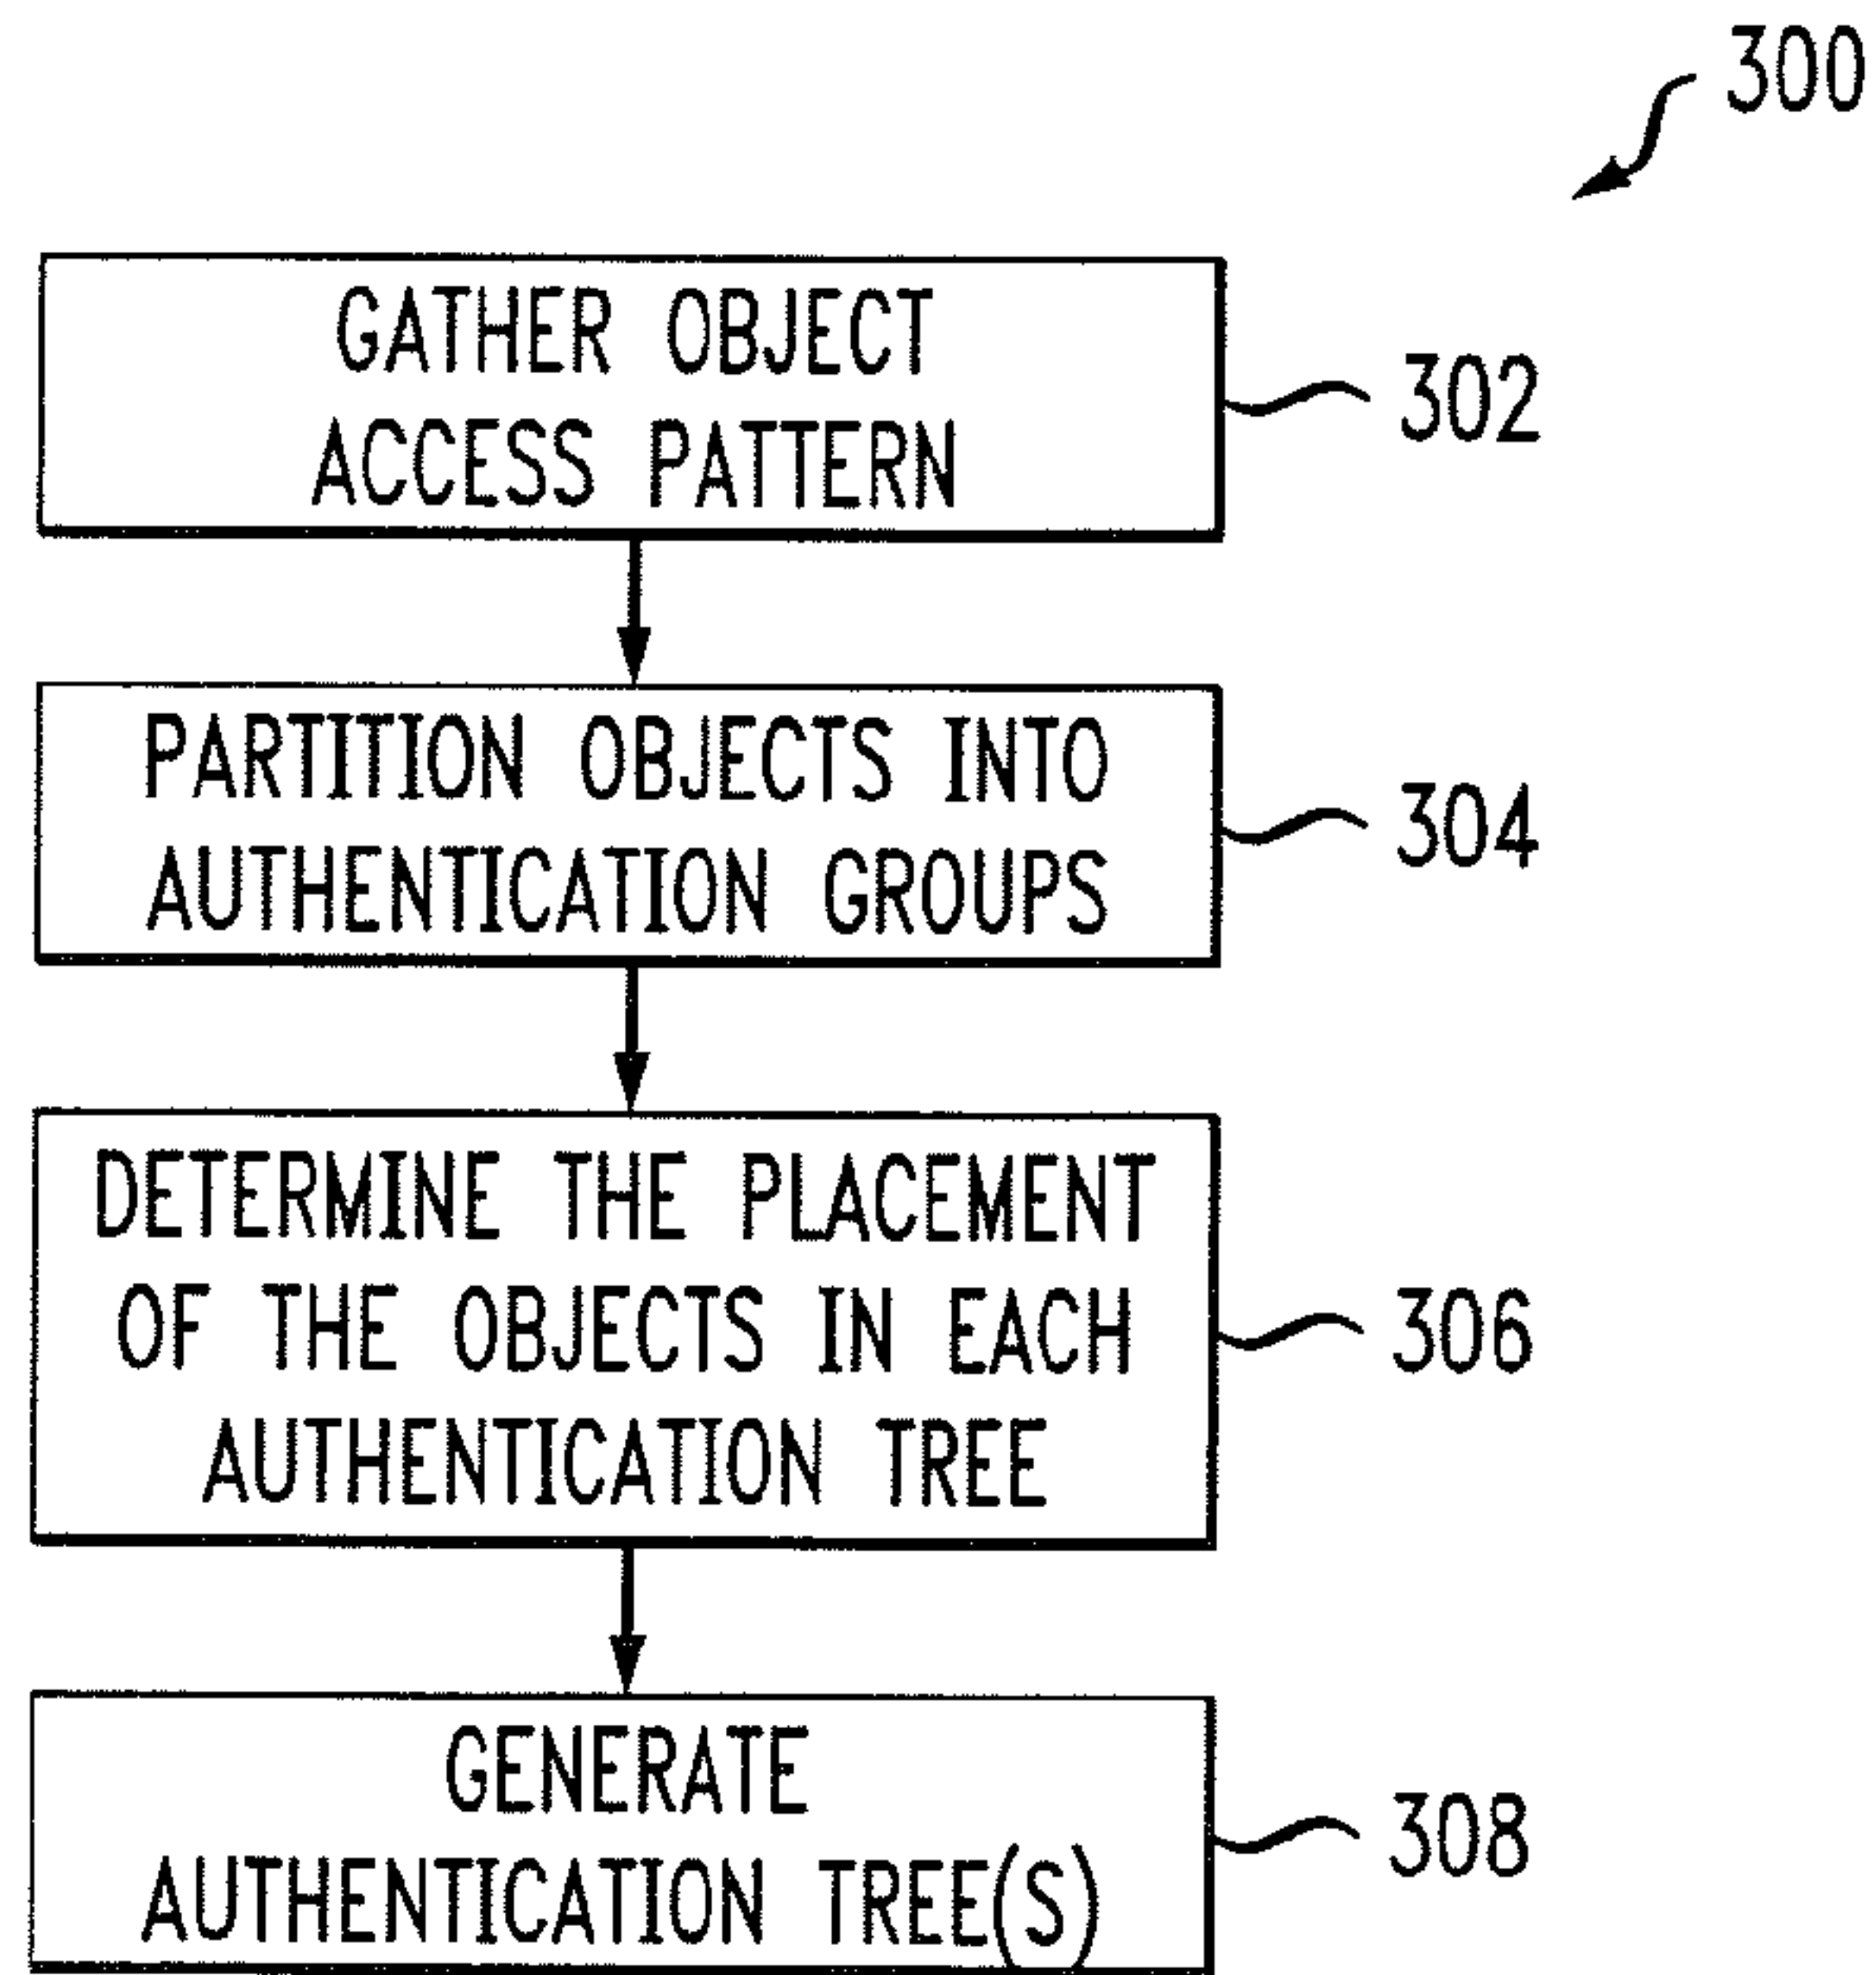 300
GATHER OBJECT
ACCESS PATTERN
302
PARTITION OBJECTS INTO
AUTHENTICATION GROUPS
304
DETERMINE THE PLACEMENT
OF THE OBJECTS IN EACH
AUTHENTICATION TREE
306
GENERATE
AUTHENTICATION TREE(S)
308